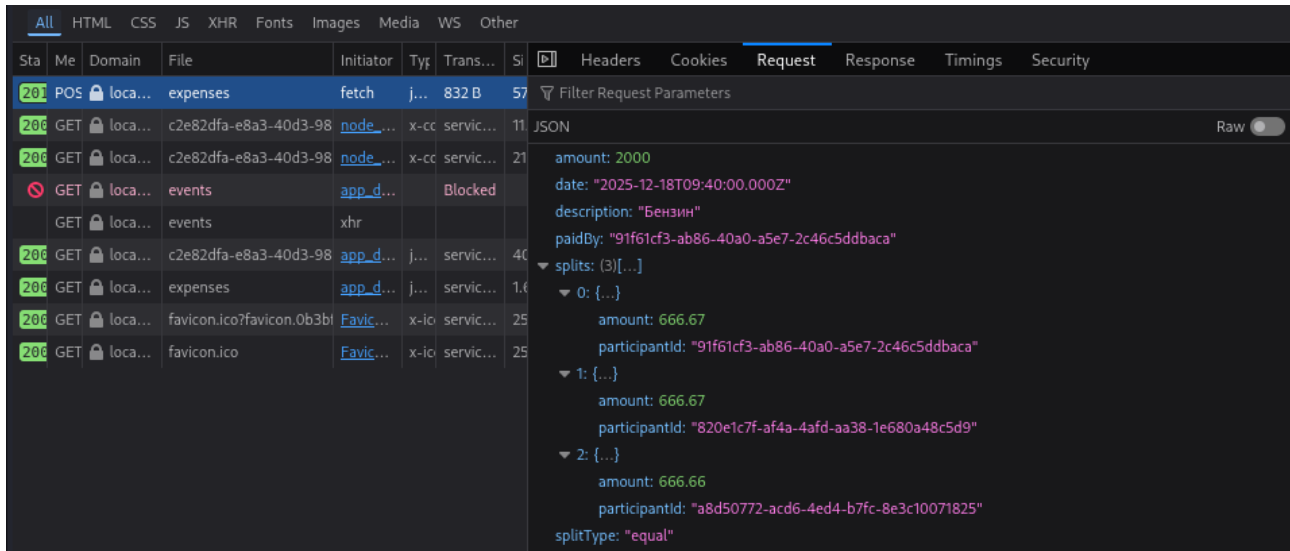 All HTML CSS JS XHR Fonts Images Media WS Other
Sta Me Domain File Initiator Typ Trans... Si
201 POS loca... expenses fetch j... 832 B 57
200 GET loca... c2e82dfa-e8a3-40d3-98 node_... x-cc servic... 11.
200 GET loca... c2e82dfa-e8a3-40d3-98 node_... x-cc servic... 21
GET loca... events app_d... Blocked
GET loca... events xhr
200 GET loca... c2e82dfa-e8a3-40d3-98 app_d... j... servic... 40
200 GET loca... expenses app_d... j... servic... 1.6
200 GET loca... favicon.ico?favicon.0b3bf Favic... x-ic servic... 25
200 GET loca... favicon.ico Favic... x-ic servic... 25
Headers Cookies Request Response Timings Security
Filter Request Parameters
JSON Raw
amount: 2000
date: "2025-12-18T09:40:00.000Z"
description: "Бензин"
paidBy: "91f61cf3-ab86-40a0-a5e7-2c46c5ddbaca"
splits: (3)[...]
0: {...}
amount: 666.67
participantId: "91f61cf3-ab86-40a0-a5e7-2c46c5ddbaca"
1: {...}
amount: 666.67
participantId: "820e1c7f-af4a-4afd-aa38-1e680a48c5d9"
2: {...}
amount: 666.66
participantId: "a8d50772-acd6-4ed4-b7fc-8e3c10071825"
splitType: "equal"